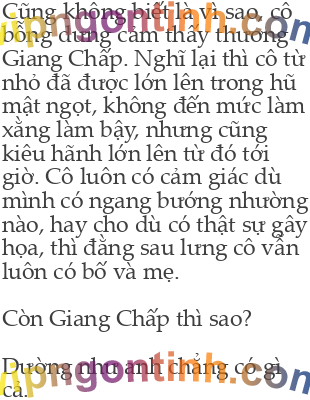 Cũng không biết là vì sao, cô
bỗng dưng cảm thấy thương
Giang Chấp. Nghĩ lại thì cô từ
nhỏ đã được lớn lên trong hũ
mật ngọt, không đến mức làm
xằng làm bậy, nhưng cũng
kiêu hãnh lớn lên từ đó tới
giờ. Cô luôn có cảm giác dù
mình có ngang bướng nhường
nào, hay cho dù có thật sự gây
họa, thì đằng sau lưng cô vẫn
luôn có bố và mẹ.
Còn Giang Chấp thì sao?
Dường như anh chẳng có gì
cả.
vipngontinh.com
vipngontinh.com